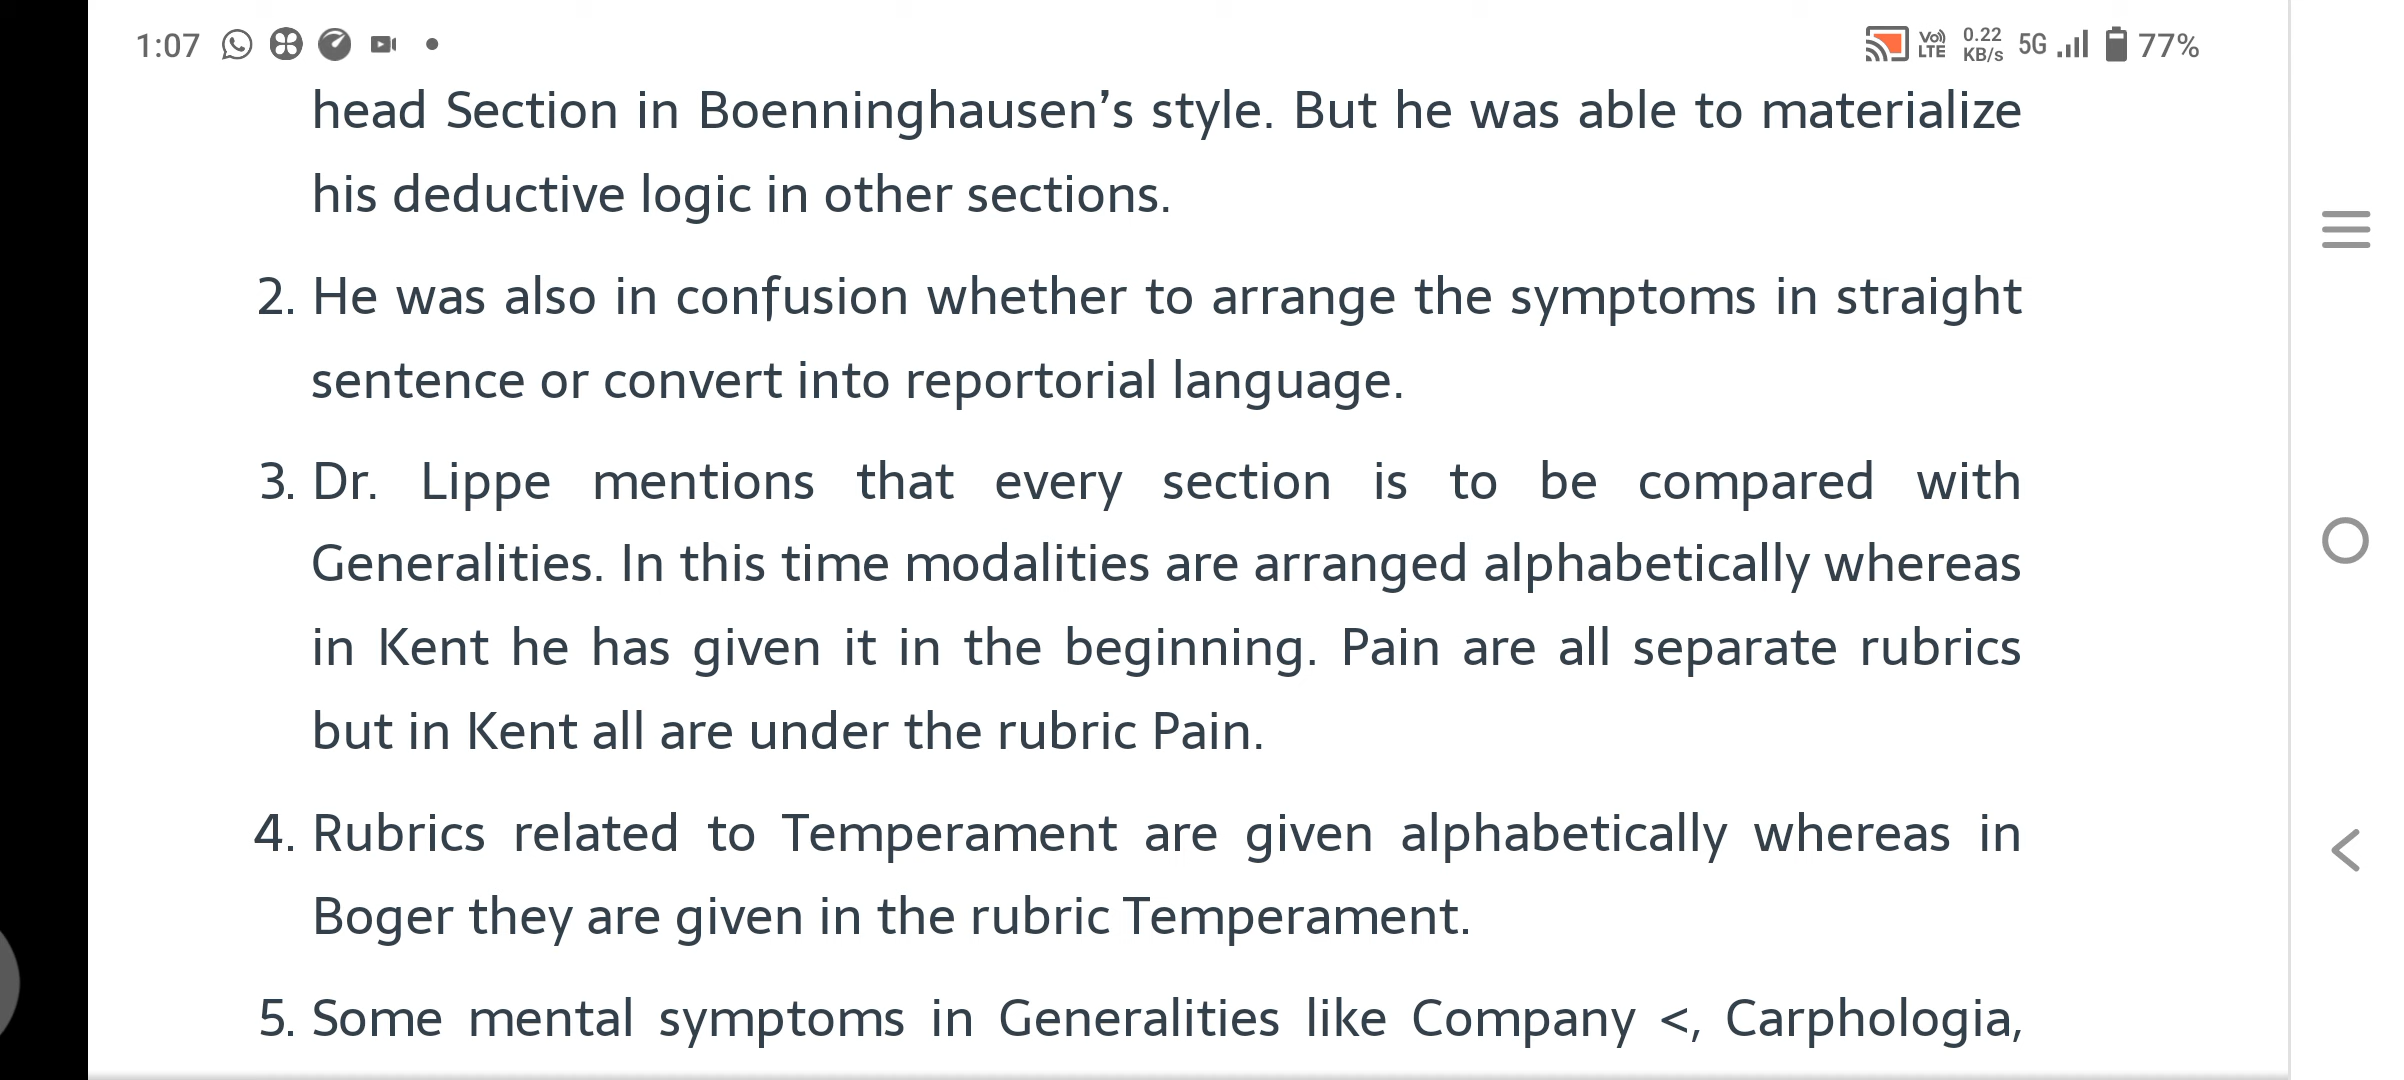 1:07 Vo) LTE 0.22 KB/s 5G 77%
head Section in Boenninghausen’s style. But he was able to materialize
his deductive logic in other sections.
2. He was also in confusion whether to arrange the symptoms in straight
sentence or convert into reportorial language.
3. Dr. Lippe mentions that every section is to be compared with
Generalities. In this time modalities are arranged alphabetically whereas
in Kent he has given it in the beginning. Pain are all separate rubrics
but in Kent all are under the rubric Pain.
4. Rubrics related to Temperament are given alphabetically whereas in
Boger they are given in the rubric Temperament.
5. Some mental symptoms in Generalities like Company <, Carphologia,